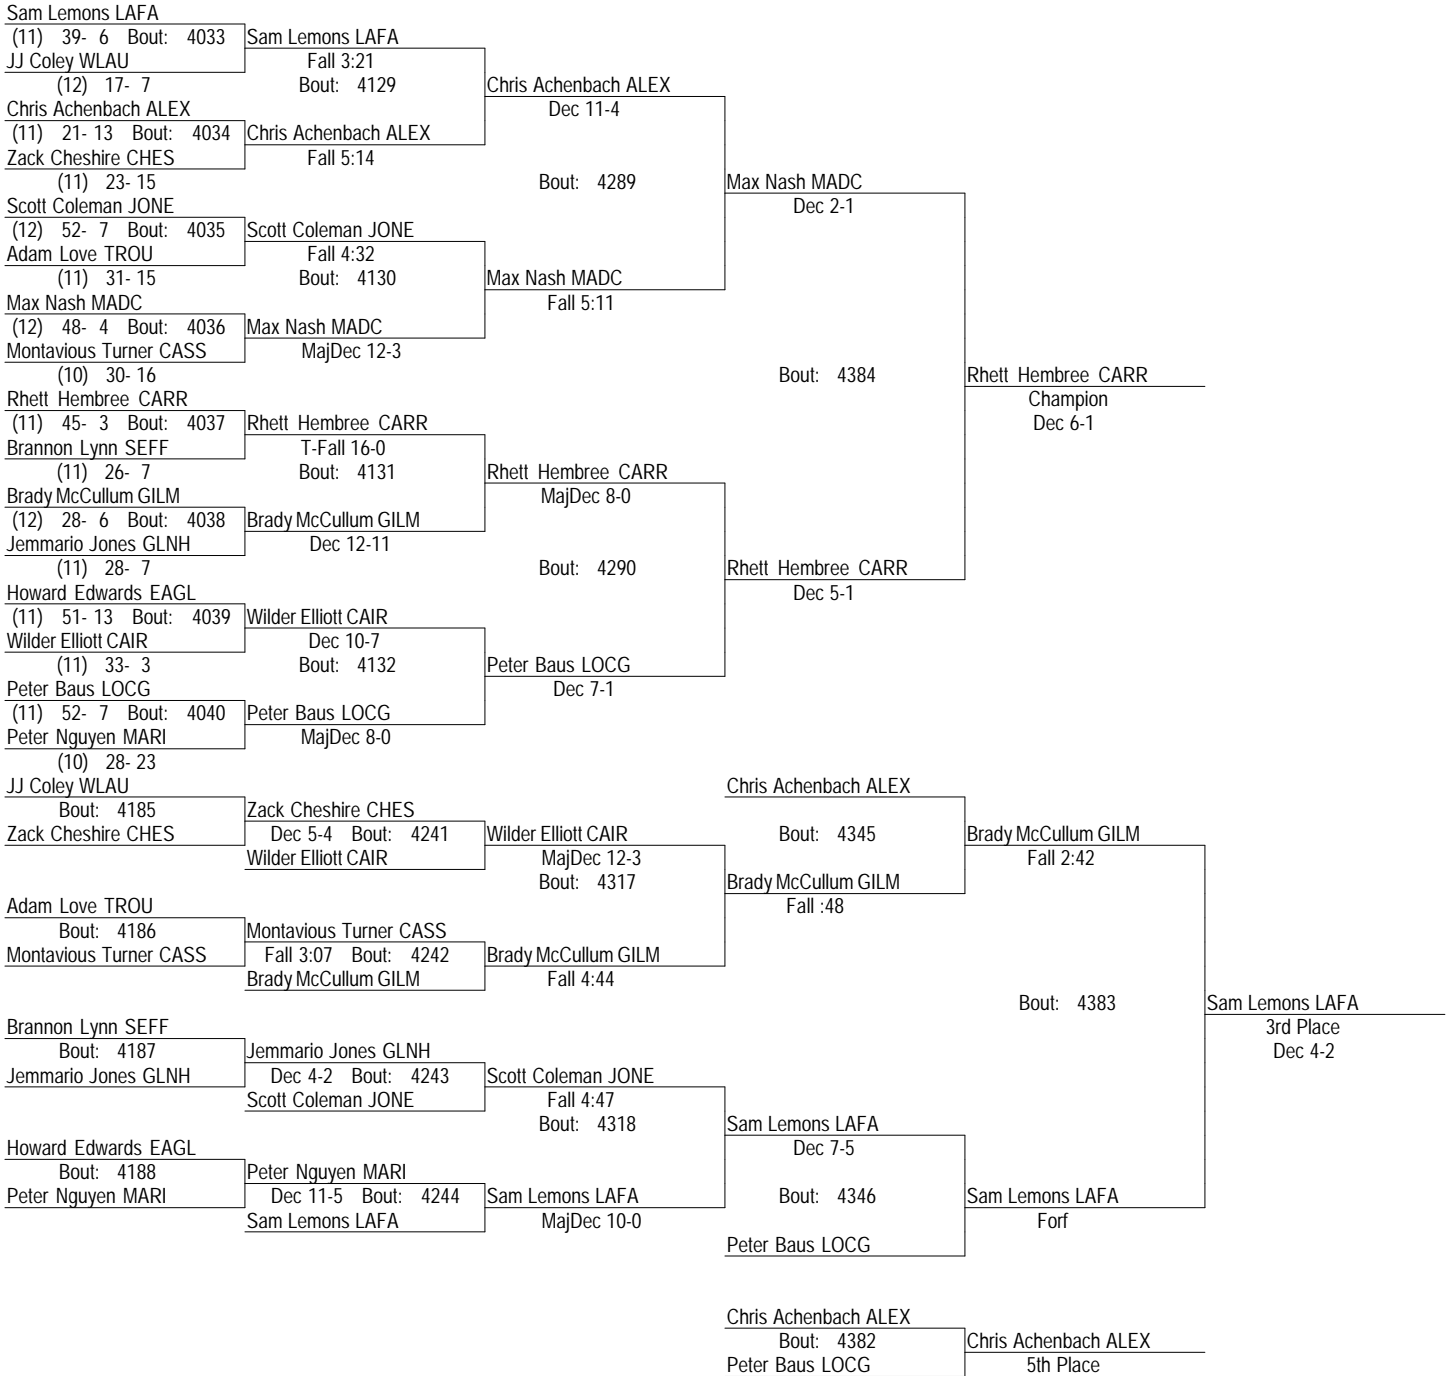 Sam Lemons LAFA
(11) 39- 6 Bout: 4033 Sam Lemons LAFA
JJ Coley WLAU Fall 3:21
(12) 17- 7 Bout: 4129 Chris Achenbach ALEX
Chris Achenbach ALEX Dec 11-4
(11) 21- 13 Bout: 4034 Chris Achenbach ALEX
Zack Cheshire CHES Fall 5:14
(11) 23- 15 Bout: 4289 Max Nash MADC
Scott Coleman JONE Dec 2-1
(12) 52- 7 Bout: 4035 Scott Coleman JONE
Adam Love TROU Fall 4:32
(11) 31- 15 Bout: 4130 Max Nash MADC
Max Nash MADC Fall 5:11
(12) 48- 4 Bout: 4036 Max Nash MADC
Montavious Turner CASS MajDec 12-3
(10) 30- 16 Bout: 4384 Rhett Hembree CARR
Rhett Hembree CARR Champion
(11) 45- 3 Bout: 4037 Rhett Hembree CARR Dec 6-1
Brannon Lynn SEFF T-Fall 16-0
(11) 26- 7 Bout: 4131 Rhett Hembree CARR
Brady McCullum GILM MajDec 8-0
(12) 28- 6 Bout: 4038 Brady McCullum GILM
Jemmario Jones GLNH Dec 12-11
(11) 28- 7 Bout: 4290 Rhett Hembree CARR
Howard Edwards EAGL Dec 5-1
(11) 51- 13 Bout: 4039 Wilder Elliott CAIR
Wilder Elliott CAIR Dec 10-7
(11) 33- 3 Bout: 4132 Peter Baus LOCG
Peter Baus LOCG Dec 7-1
(11) 52- 7 Bout: 4040 Peter Baus LOCG
Peter Nguyen MARI MajDec 8-0
(10) 28- 23
JJ Coley WLAU Chris Achenbach ALEX
Bout: 4185 Zack Cheshire CHES
Zack Cheshire CHES Dec 5-4 Bout: 4241 Wilder Elliott CAIR Bout: 4345 Brady McCullum GILM
Wilder Elliott CAIR MajDec 12-3 Fall 2:42
Bout: 4317 Brady McCullum GILM
Adam Love TROU Fall :48
Bout: 4186 Montavious Turner CASS
Montavious Turner CASS Fall 3:07 Bout: 4242 Brady McCullum GILM
Brady McCullum GILM Fall 4:44
Bout: 4383 Sam Lemons LAFA
Brannon Lynn SEFF 3rd Place
Bout: 4187 Jemmario Jones GLNH Dec 4-2
Jemmario Jones GLNH Dec 4-2 Bout: 4243 Scott Coleman JONE
Scott Coleman JONE Fall 4:47
Bout: 4318 Sam Lemons LAFA
Howard Edwards EAGL Dec 7-5
Bout: 4188 Peter Nguyen MARI
Peter Nguyen MARI Dec 11-5 Bout: 4244 Sam Lemons LAFA Bout: 4346 Sam Lemons LAFA
Sam Lemons LAFA MajDec 10-0 Forf
Peter Baus LOCG
Chris Achenbach ALEX
Bout: 4382 Chris Achenbach ALEX
Peter Baus LOCG 5th Place